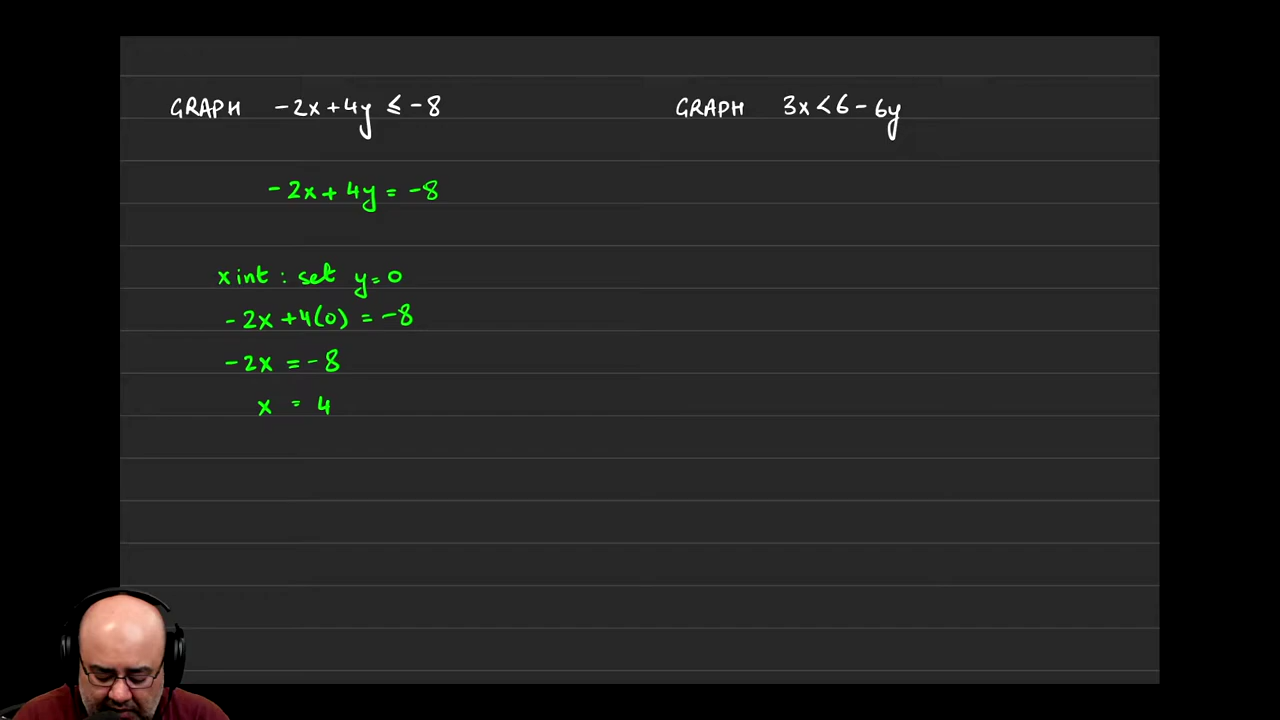 GRAPH -2x+4y ≤ -8
-2x+4y = -8
x int : set y=0
-2x +4(0) = -8
-2x = -8
x = 4
GRAPH 3x<6-6y